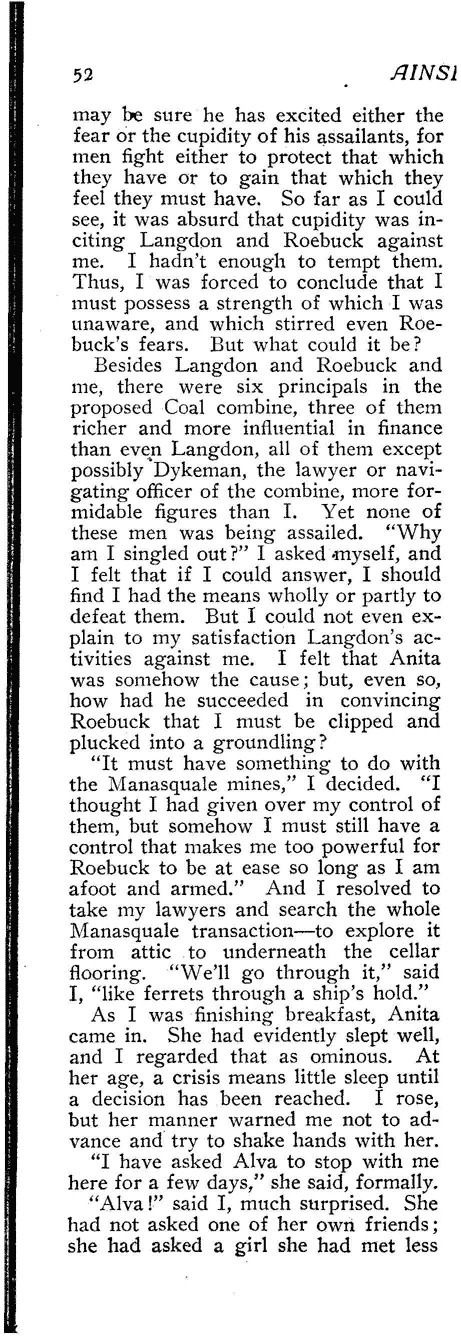 52 AINSL
may be sure he has excited either the
fear or the cupidity of his assailants, for
men fight either to protect that which
they have or to gain that which they
feel they must have. So far as I could
see, it was absurd that cupidity was in-
citing Langdon and Roebuck against
me. I hadn't enough to tempt them.
Thus, I was forced to conclude that I
must possess a strength of which I was
unaware, and which stirred even Roe-
buck's fears. But what could it be?
Besides Langdon and Roebuck and
me, there were six principals in the
proposed Coal combine, three of them
richer and more influential in finance
than even Langdon, all of them except
possibly Dykeman, the lawyer or navi-
gating officer of the combine, more for-
midable figures than I. Yet none of
these men was being assailed. "Why
am I singled out?" I asked myself, and
I felt that if I could answer, I should
find I had the means wholly or partly to
defeat them. But I could not even ex-
plain to my satisfaction Langdon's ac-
tivities against me. I felt that Anita
was somehow the cause; but, even so,
how had he succeeded in convincing
Roebuck that I must be clipped and
plucked into a groundling?
"It must have something to do with
the Manasquale mines," I decided. "I
thought I had given over my control of
them, but somehow I must still have a
control that makes me too powerful for
Roebuck to be at ease so long as I am
afoot and armed." And I resolved to
take my lawyers and search the whole
Manasquale transaction—to explore it
from attic to underneath the cellar
flooring. "We'll go through it," said
I, "like ferrets through a ship's hold."
As I was finishing breakfast, Anita
came in. She had evidently slept well,
and I regarded that as ominous. At
her age, a crisis means little sleep until
a decision has been reached. I rose,
but her manner warned me not to ad-
vance and try to shake hands with her.
"I have asked Alva to stop with me
here for a few days," she said, formally.
"Alva!" said I, much surprised. She
had not asked one of her own friends;
she had asked a girl she had met less